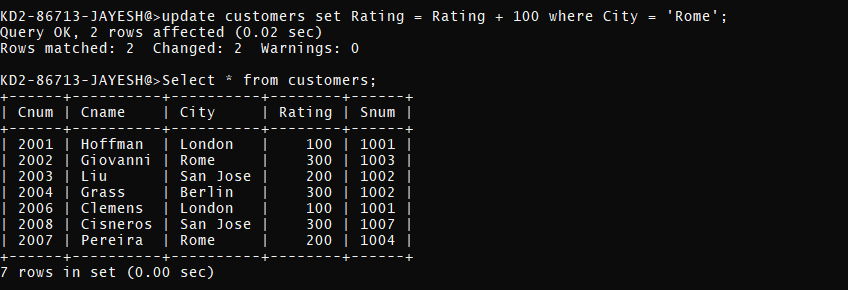 KD2-86713-JAYESH@>update customers set Rating = Rating + 100 where City = 'Rome';
Query OK, 2 rows affected (0.02 sec)
Rows matched: 2  Changed: 2  Warnings: 0

KD2-86713-JAYESH@>Select * from customers;
+------+----------+----------+--------+------+
| Cnum | Cname    | City     | Rating | Snum |
+------+----------+----------+--------+------+
| 2001 | Hoffman  | London   |    100 | 1001 |
| 2002 | Giovanni | Rome     |    300 | 1003 |
| 2003 | Liu      | San Jose |    200 | 1002 |
| 2004 | Grass    | Berlin   |    300 | 1002 |
| 2006 | Clemens  | London   |    100 | 1001 |
| 2008 | Cisneros | San Jose |    300 | 1007 |
| 2007 | Pereira  | Rome     |    200 | 1004 |
+------+----------+----------+--------+------+
7 rows in set (0.00 sec)